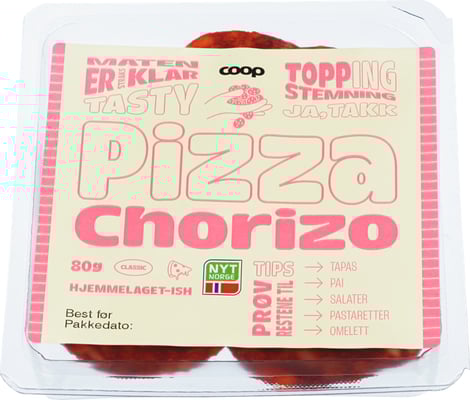 MATEN
ER STRAKS KLAR
TASTY
coop
TOPPING
STEMNING
JA, TAKK
Pizza
Chorizo
80g
CLASSIC
HJEMMELAGET-ISH
NYT
NORGE
TIPS
PRØV
RESTENE TIL
→ TAPAS
→ PAI
→ SALATER
→ PASTARETTER
→ OMELETT
Best før
Pakkedato: